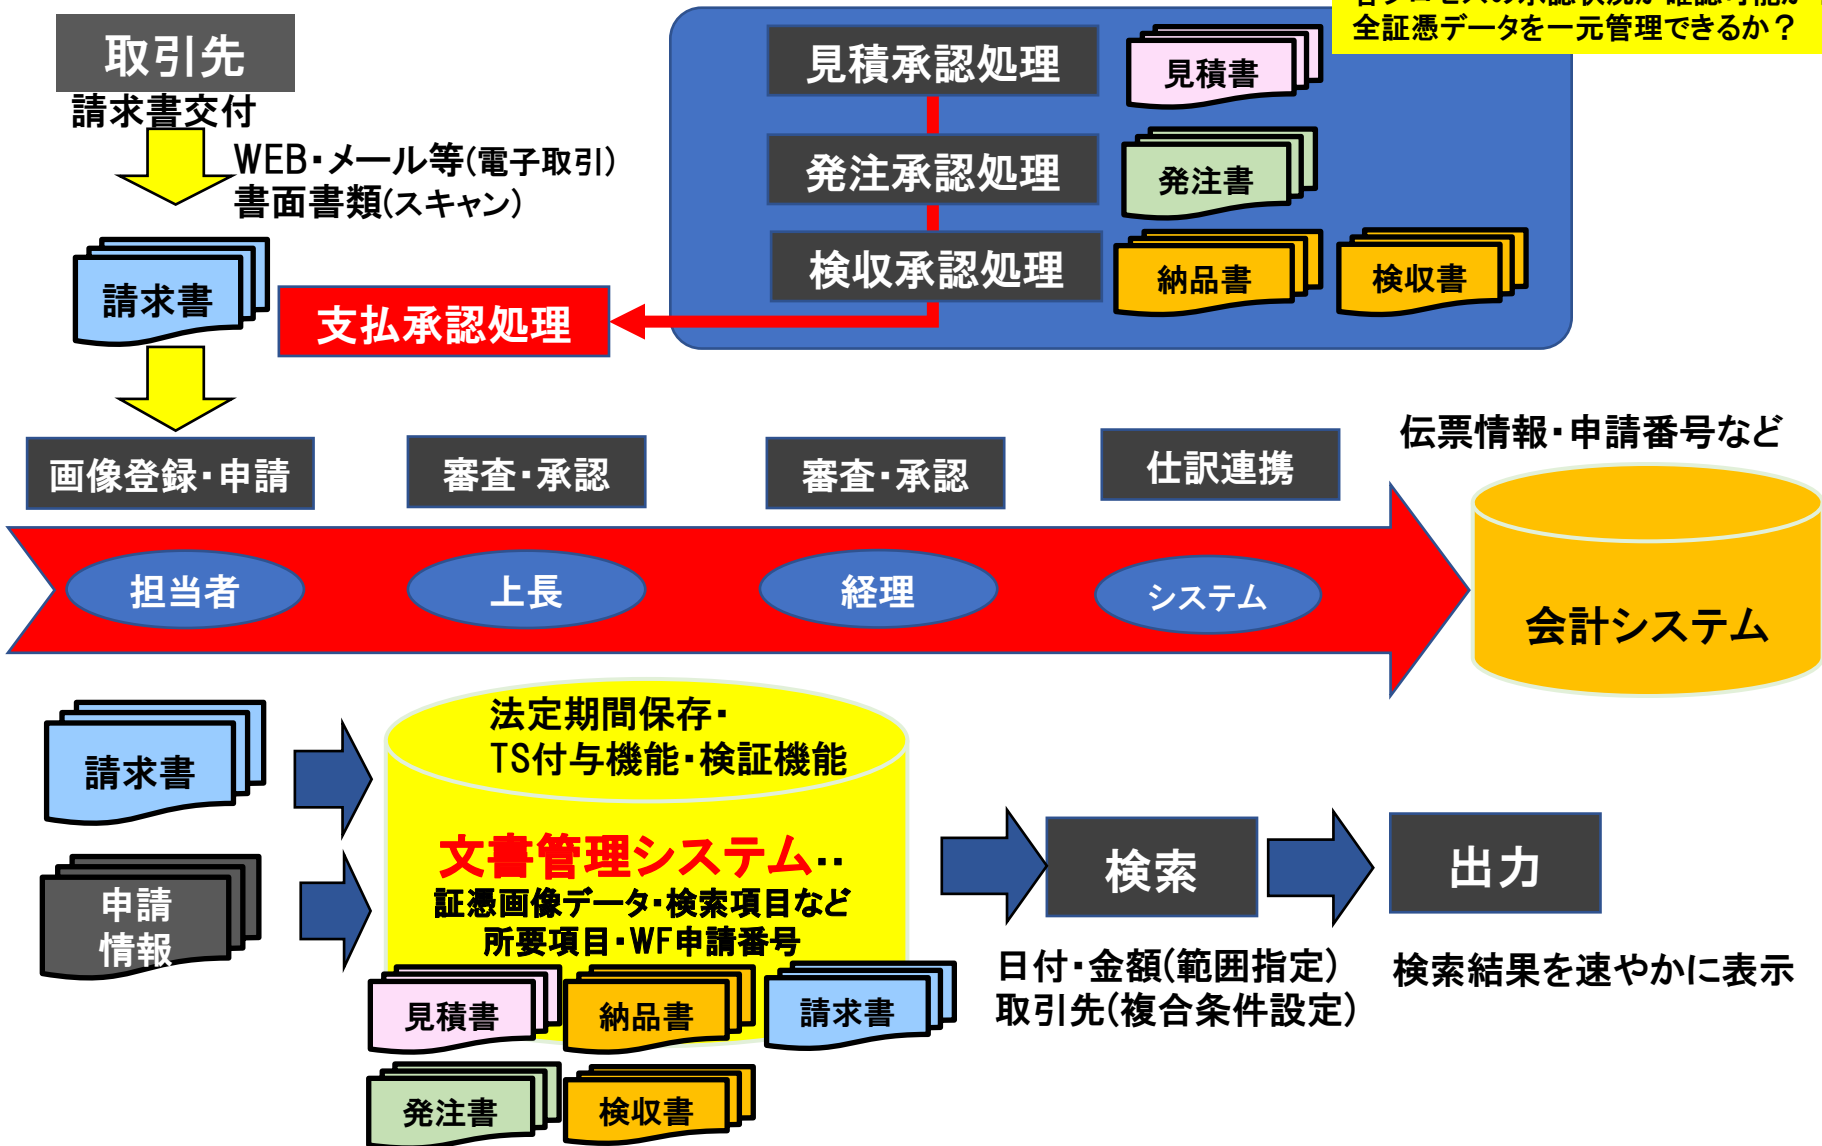 全証憑データを一元管理できるか？
取引先
請求書交付
WEB・メール等(電子取引)
書面書類(スキャン)
請求書
見積承認処理
見積書
発注承認処理
発注書
検収承認処理
納品書
検収書
支払承認処理
画像登録・申請
審査・承認
審査・承認
仕訳連携
伝票情報・申請番号など
担当者
上長
経理
システム
会計システム
請求書
申請
情報
法定期間保存・
TS付与機能・検証機能
文書管理システム‥
証憑画像データ・検索項目など
所要項目・WF申請番号
見積書
納品書
請求書
発注書
検収書
検索
出力
日付・金額(範囲指定)
取引先(複合条件設定)
検索結果を速やかに表示